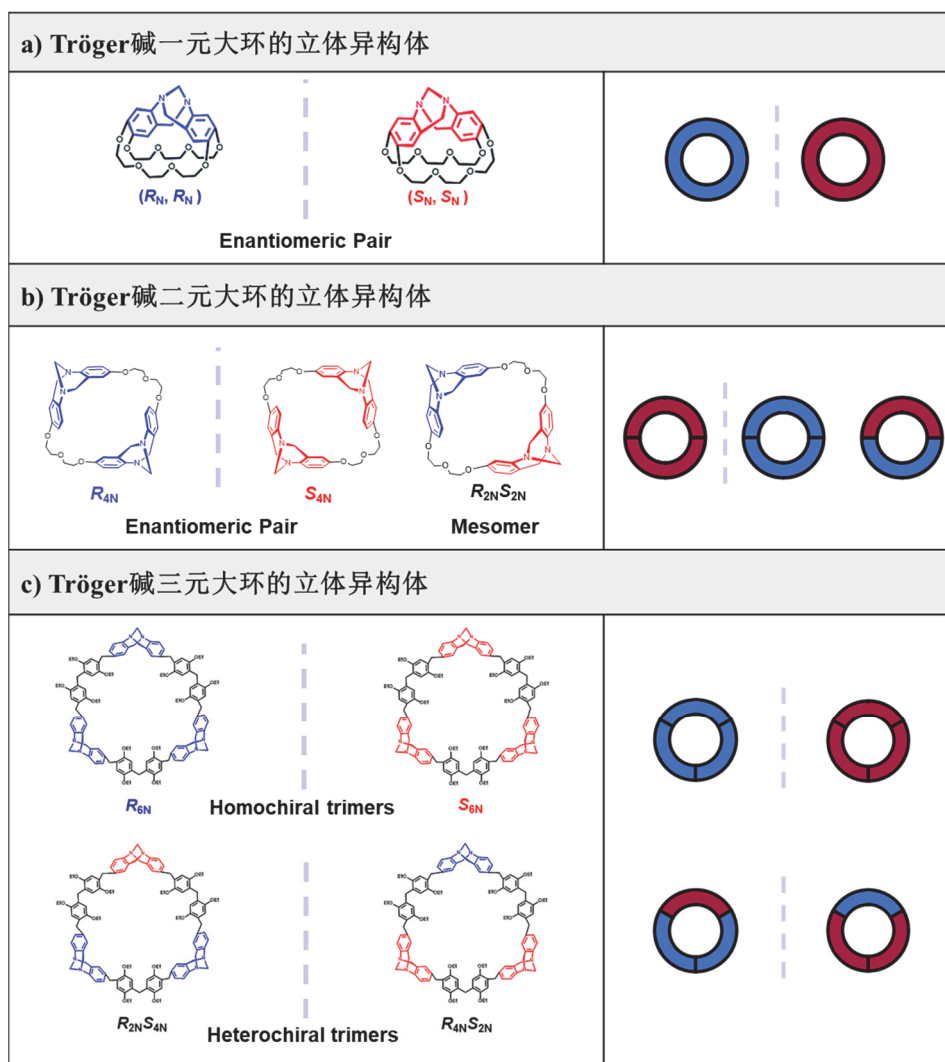 a) Tröger碱一元大环的立体异构体
(RN, RN)
(SN, SN)
Enantiomeric Pair
b) Tröger碱二元大环的立体异构体
R4N
S4N
R2NS2N
Enantiomeric Pair
Mesomer
c) Tröger碱三元大环的立体异构体
R6N
S6N
Homochiral trimers
R2NS4N
R4NS2N
Heterochiral trimers